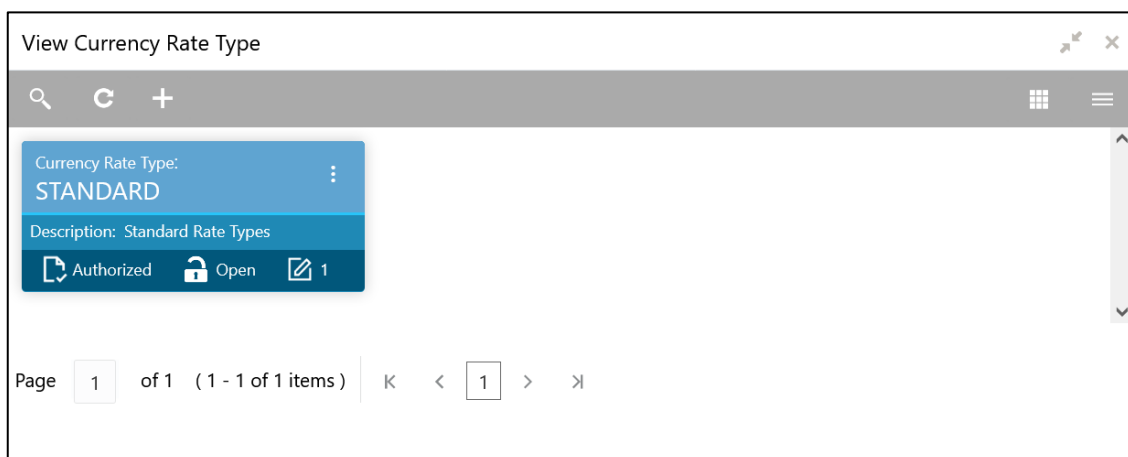 View Currency Rate Type
Currency Rate Type:
STANDARD
Description: Standard Rate Types
Authorized Open 1
Page 1 of 1 ( 1 - 1 of 1 items ) 1